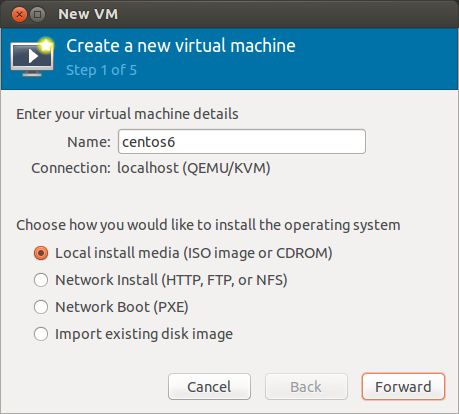 New VM
Create a new virtual machine
Step 1 of 5
Enter your virtual machine details
Name: centos6
Connection: localhost (QEMU/KVM)
Choose how you would like to install the operating system
Local install media (ISO image or CDROM)
Network Install (HTTP, FTP, or NFS)
Network Boot (PXE)
Import existing disk image
Cancel Back Forward